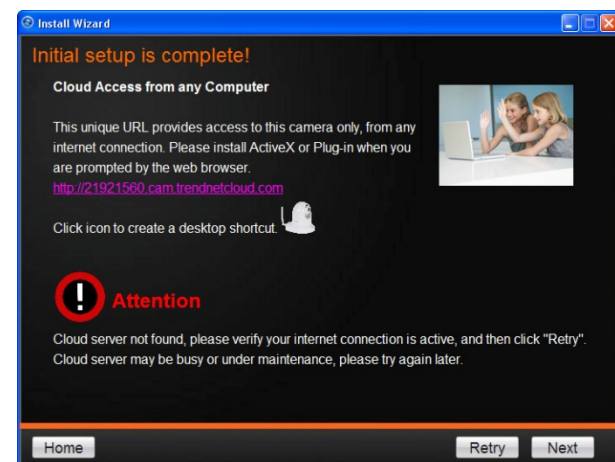 Install Wizard
Initial setup is complete!
Cloud Access from any Computer
This unique URL provides access to this camera only, from any
internet connection. Please install ActiveX or Plug-in when you
are prompted by the web browser.
http://21921560.cam.trendnetcloud.com
Click icon to create a desktop shortcut.
Attention
Cloud server not found, please verify your internet connection is active, and then click "Retry".
Cloud server may be busy or under maintenance, please try again later.
Home
Retry
Next